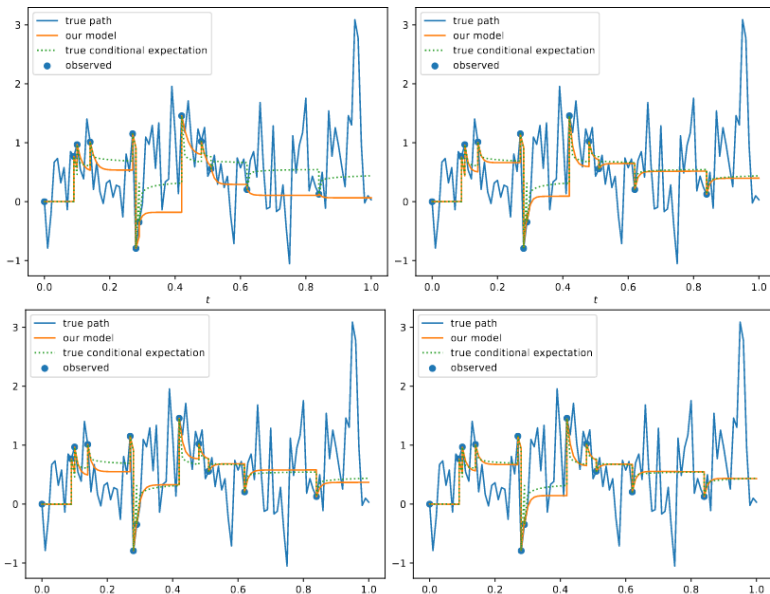 true path
our model
true conditional expectation
observed
3
2
1
0
−1
0.0 0.2 0.4 0.6 0.8 1.0
t
true path
our model
true conditional expectation
observed
3
2
1
0
−1
0.0 0.2 0.4 0.6 0.8 1.0
t
true path
our model
true conditional expectation
observed
3
2
1
0
−1
0.0 0.2 0.4 0.6 0.8 1.0
true path
our model
true conditional expectation
observed
3
2
1
0
−1
0.0 0.2 0.4 0.6 0.8 1.0